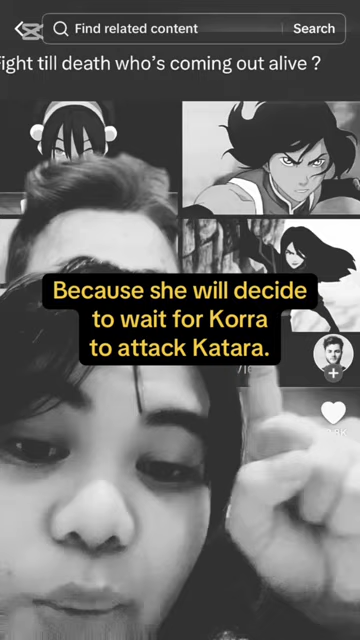 Find related content
Search
ight till death who's coming out alive ?
Because she will decide
to wait for Korra
to attack Katara.